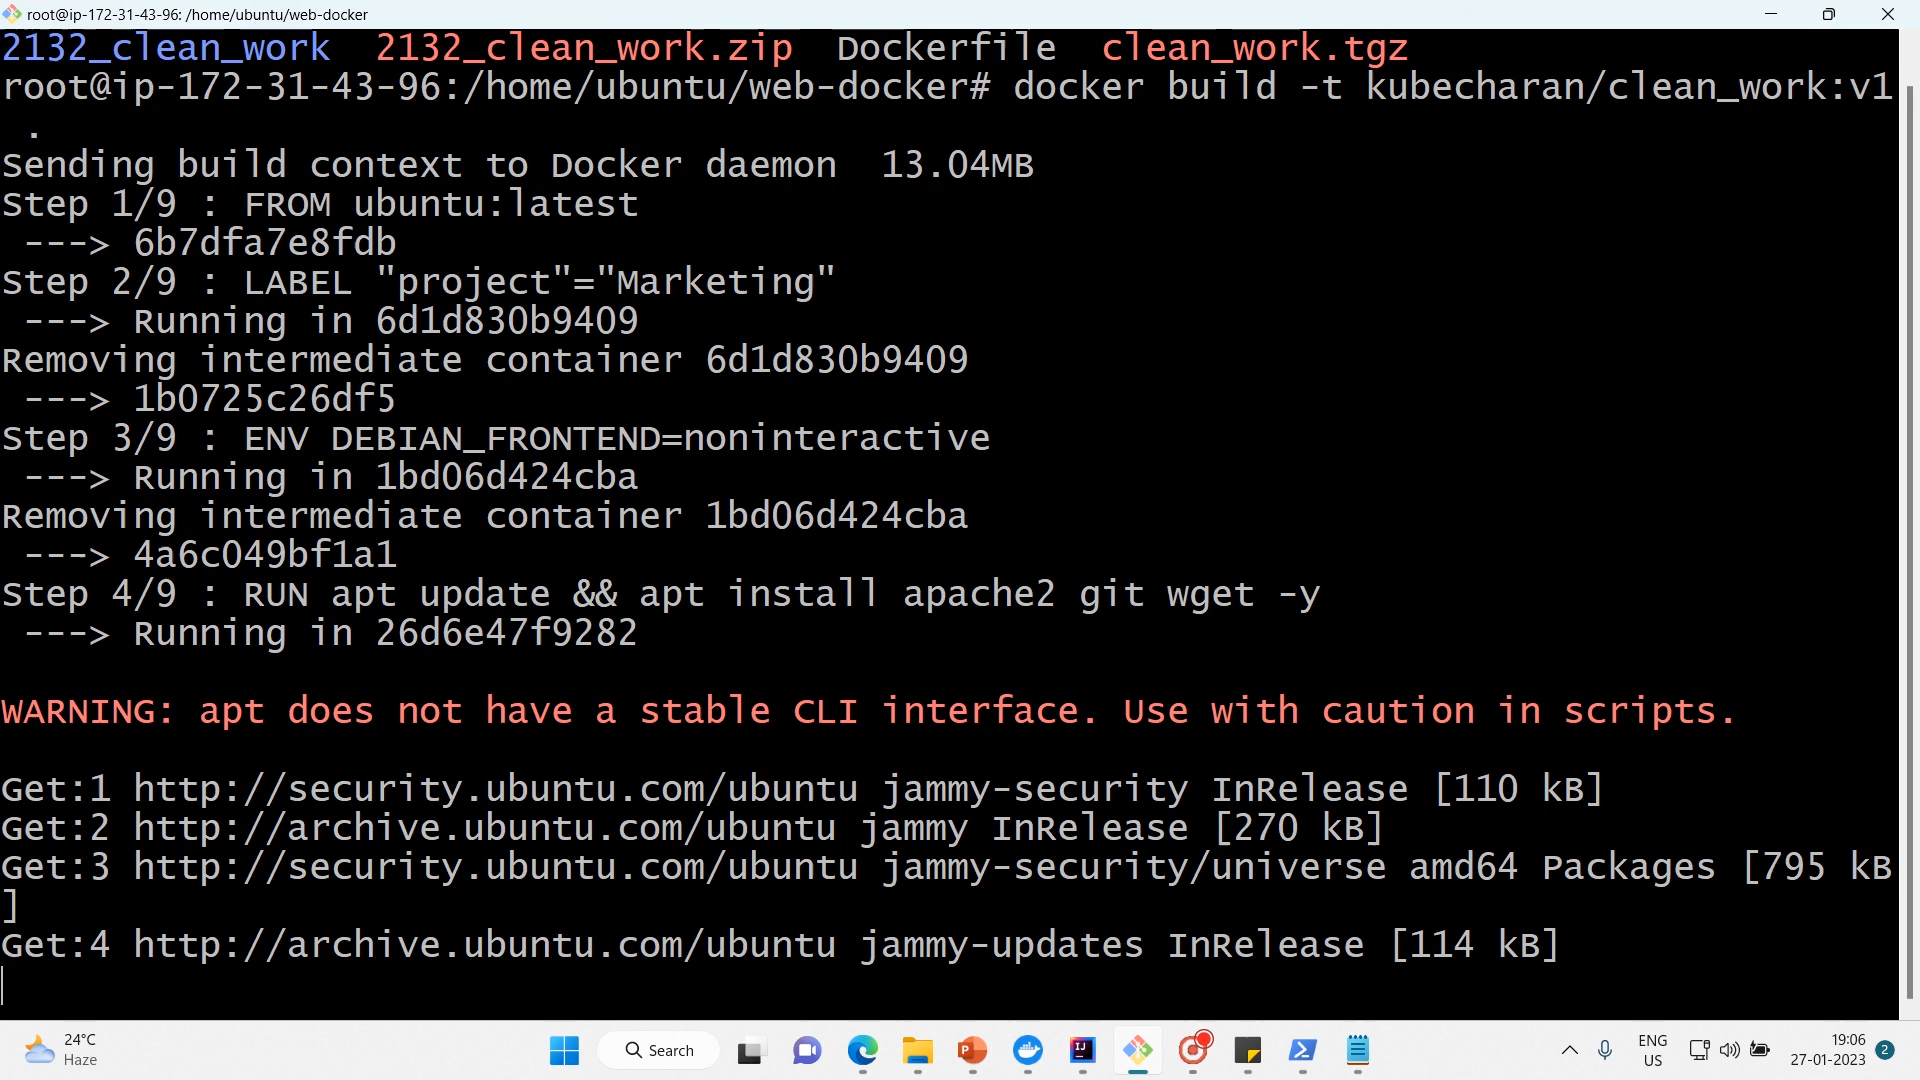 root@ip-172-31-43-96: /home/ubuntu/web-docker
2132_clean_work  2132_clean_work.zip  Dockerfile  clean_work.tgz
root@ip-172-31-43-96:/home/ubuntu/web-docker# docker build -t kubecharan/clean_work:v1
 .
Sending build context to Docker daemon  13.04MB
Step 1/9 : FROM ubuntu:latest
 ---> 6b7dfa7e8fdb
Step 2/9 : LABEL "project"="Marketing"
 ---> Running in 6d1d830b9409
Removing intermediate container 6d1d830b9409
 ---> 1b0725c26df5
Step 3/9 : ENV DEBIAN_FRONTEND=noninteractive
 ---> Running in 1bd06d424cba
Removing intermediate container 1bd06d424cba
 ---> 4a6c049bf1a1
Step 4/9 : RUN apt update && apt install apache2 git wget -y
 ---> Running in 26d6e47f9282
WARNING: apt does not have a stable CLI interface. Use with caution in scripts.
Get:1 http://security.ubuntu.com/ubuntu jammy-security InRelease [110 kB]
Get:2 http://archive.ubuntu.com/ubuntu jammy InRelease [270 kB]
Get:3 http://security.ubuntu.com/ubuntu jammy-security/universe amd64 Packages [795 kB
]
Get:4 http://archive.ubuntu.com/ubuntu jammy-updates InRelease [114 kB]
24°C
Haze
Search
P
IJ
ENG
US
19:06
27-01-2023
2